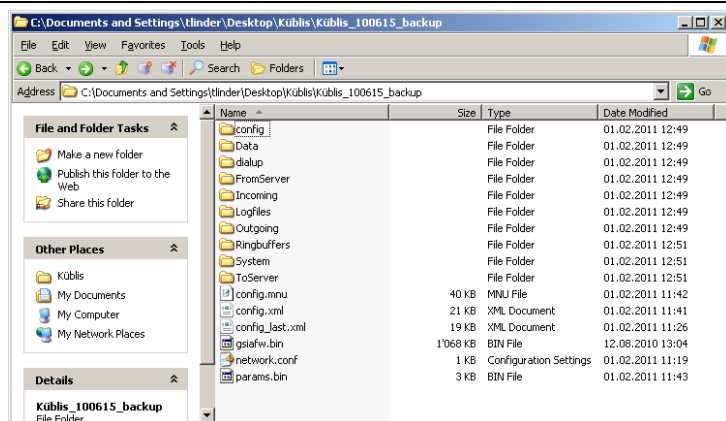 C:\Documents and Settings\tlinder\Desktop\Küblis\Küblis_100615_backup
File Edit View Favorites Tools Help
Back Search Folders
Address C:\Documents and Settings\tlinder\Desktop\Küblis\Küblis_100615_backup Go
File and Folder Tasks
Make a new folder
Publish this folder to the
Web
Share this folder
Other Places
Küblis
My Documents
My Computer
My Network Places
Details
Küblis_100615_backup
File Folder
Name Size Type Date Modified
config File Folder 01.02.2011 12:49
Data File Folder 01.02.2011 12:49
dialup File Folder 01.02.2011 12:49
FromServer File Folder 01.02.2011 12:49
Incoming File Folder 01.02.2011 12:49
Logfiles File Folder 01.02.2011 12:49
Outgoing File Folder 01.02.2011 12:49
Ringbuffers File Folder 01.02.2011 12:51
System File Folder 01.02.2011 12:51
ToServer File Folder 01.02.2011 12:51
config.mnu 40 KB MNU File 01.02.2011 11:42
config.xml 21 KB XML Document 01.02.2011 11:41
config_last.xml 19 KB XML Document 01.02.2011 11:26
gsiafw.bin 1'068 KB BIN File 12.08.2010 13:04
network.conf 1 KB Configuration Settings 01.02.2011 11:19
params.bin 3 KB BIN File 01.02.2011 11:43